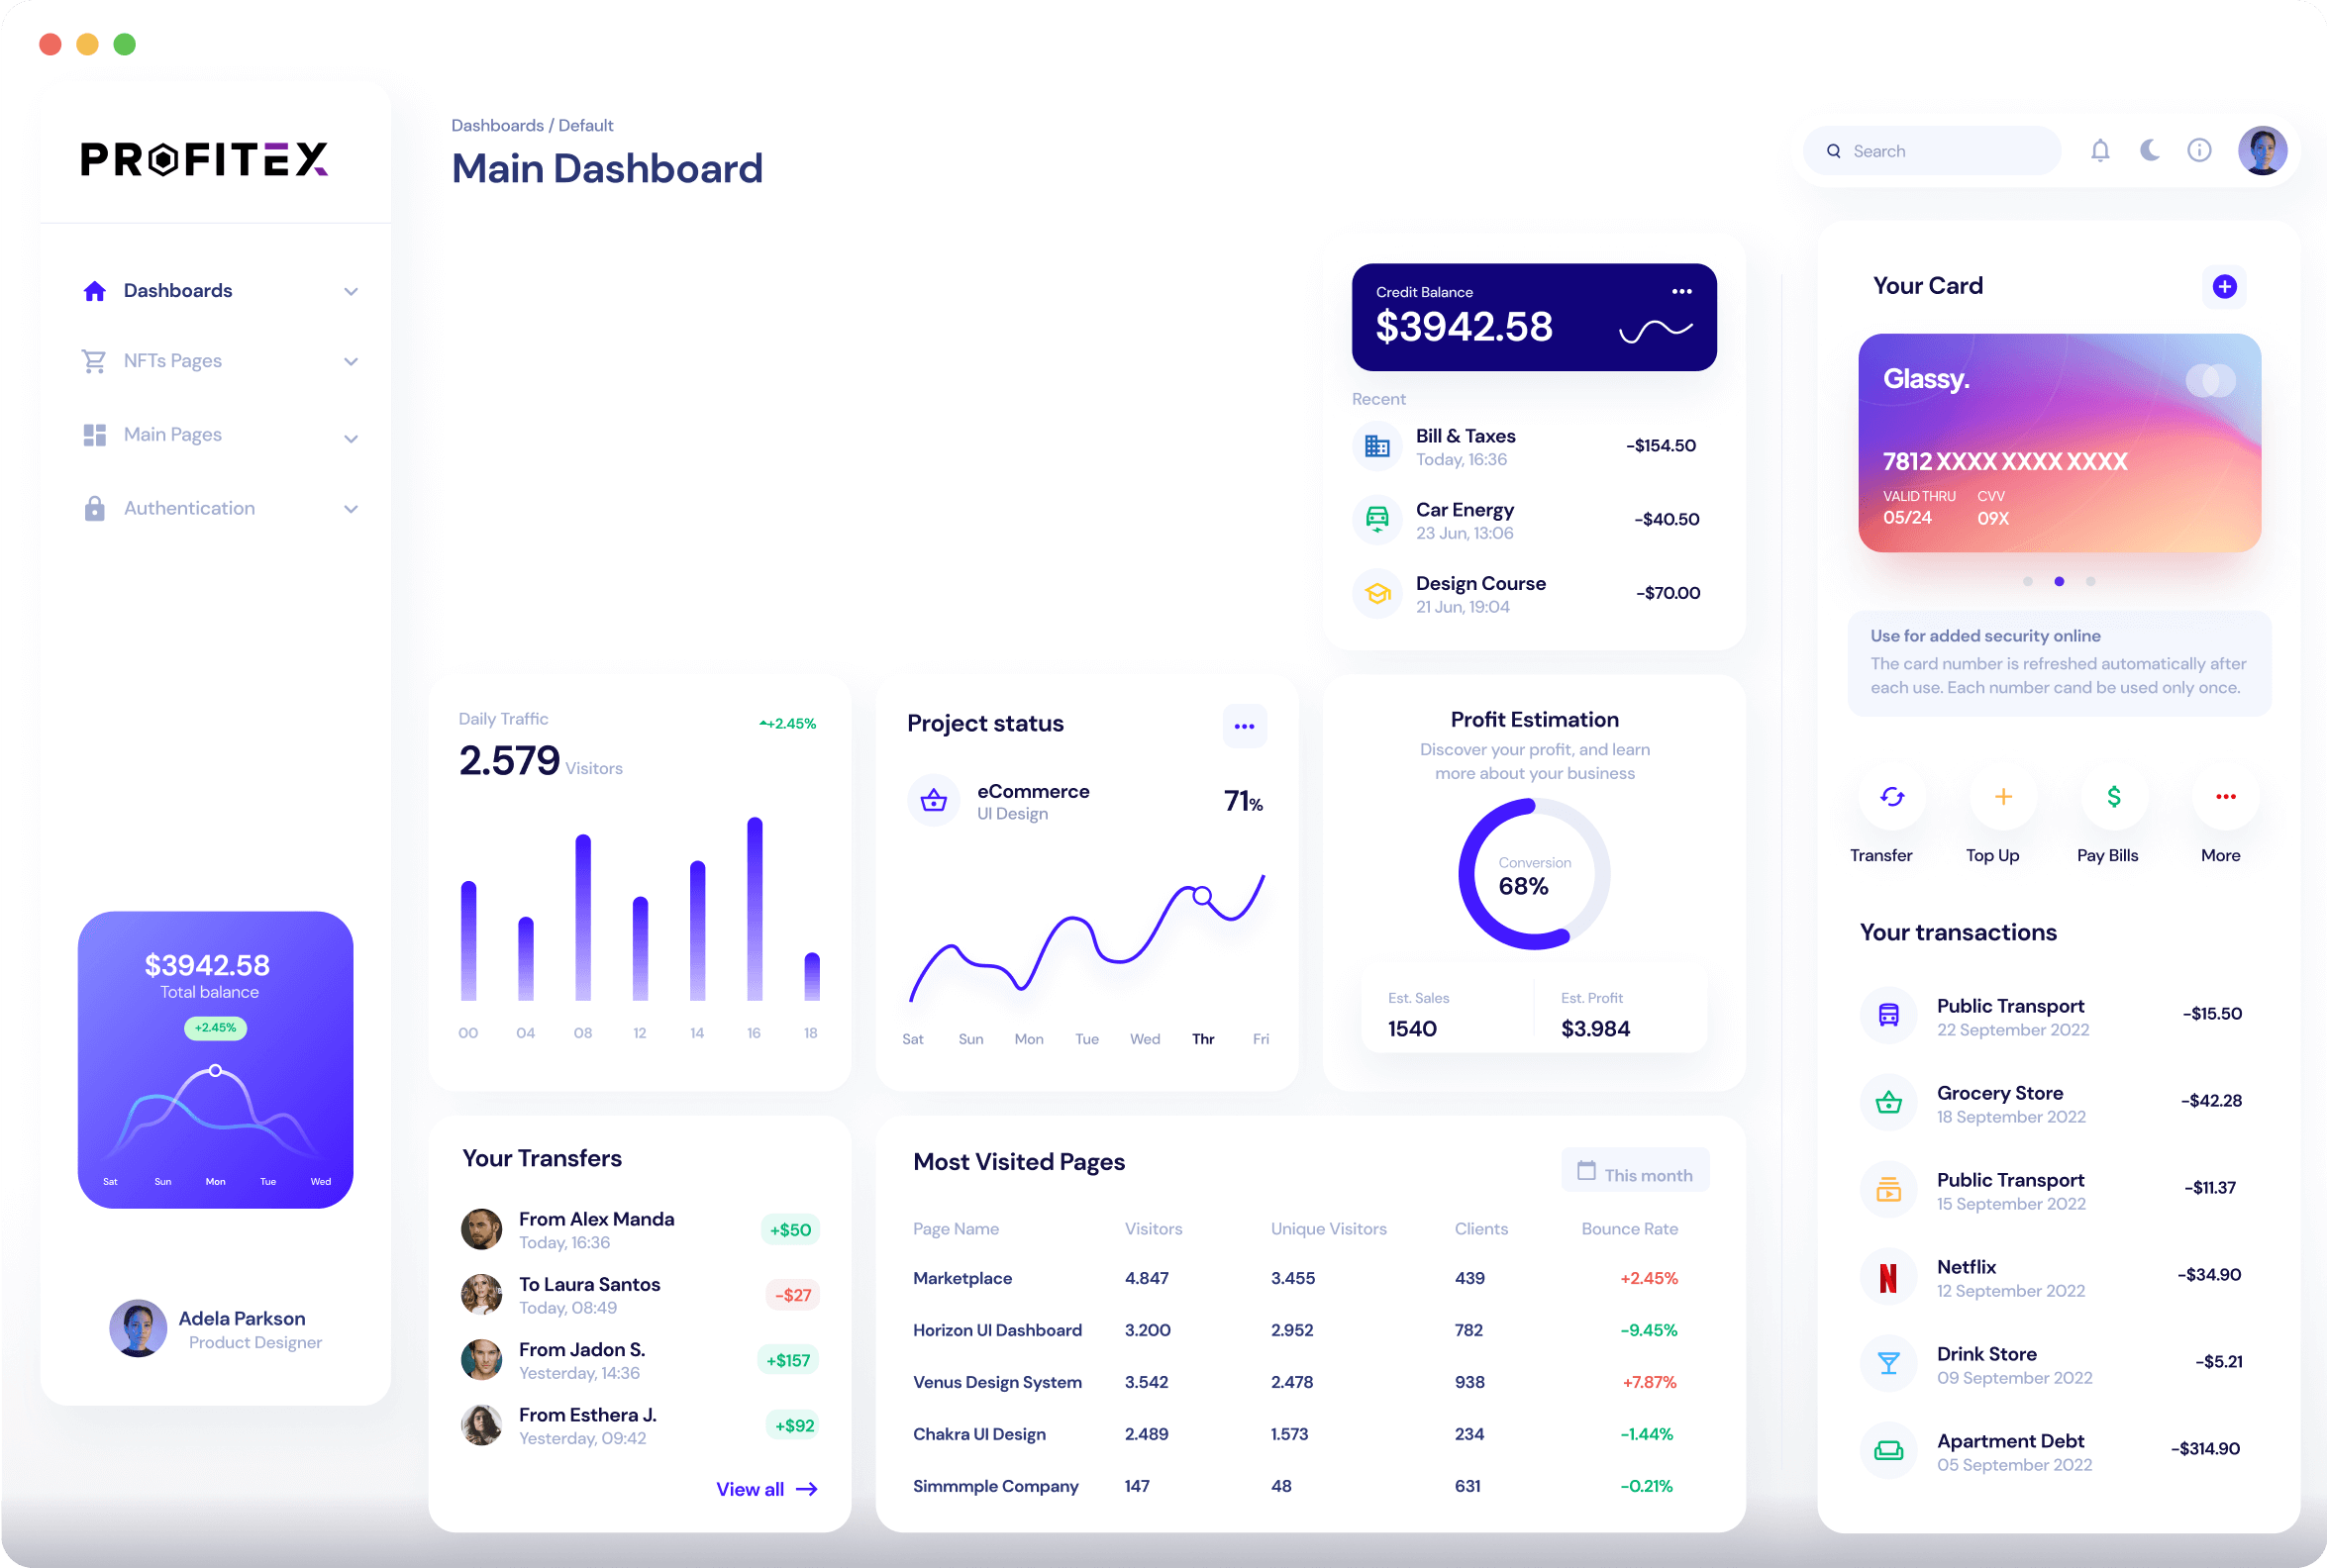 PROFITEX
Dashboards
NFTs Pages
Main Pages
Authentication
$3942.58
Total balance
+2.45%
Sat Sun Mon Tue Wed
Adela Parkson
Product Designer
Dashboards / Default
Main Dashboard
Search
Credit Balance
$3942.58
Recent
Bill & Taxes
Today, 16:36
-$154.50
Car Energy
23 Jun, 13:06
-$40.50
Design Course
21 Jun, 19:04
-$70.00
Daily Traffic
+2.45%
2.579 Visitors
00 04 08 12 14 16 18
Project status
eCommerce
UI Design
71%
Sat Sun Mon Tue Wed Thr Fri
Profit Estimation
Discover your profit, and learn
more about your business
Conversion
68%
Est. Sales
1540
Est. Profit
$3.984
Your Transfers
From Alex Manda
Today, 16:36
+$50
To Laura Santos
Today, 08:49
-$27
From Jadon S.
Yesterday, 14:36
+$157
From Esthera J.
Yesterday, 09:42
+$92
View all
Most Visited Pages
This month
Page Name Visitors Unique Visitors Clients Bounce Rate
Marketplace 4.847 3.455 439 +2.45%
Horizon UI Dashboard 3.200 2.952 782 -9.45%
Venus Design System 3.542 2.478 938 +7.87%
Chakra UI Design 2.489 1.573 234 -1.44%
Simmmple Company 147 48 631 -0.21%
Your Card
Glassy.
7812 XXXX XXXX XXXX
VALID THRU CVV
05/24 09X
Use for added security online
The card number is refreshed automatically after
each use. Each number cand be used only once.
Transfer Top Up Pay Bills More
Your transactions
Public Transport
22 September 2022
-$15.50
Grocery Store
18 September 2022
-$42.28
Public Transport
15 September 2022
-$11.37
Netflix
12 September 2022
-$34.90
Drink Store
09 September 2022
-$5.21
Apartment Debt
05 September 2022
-$314.90